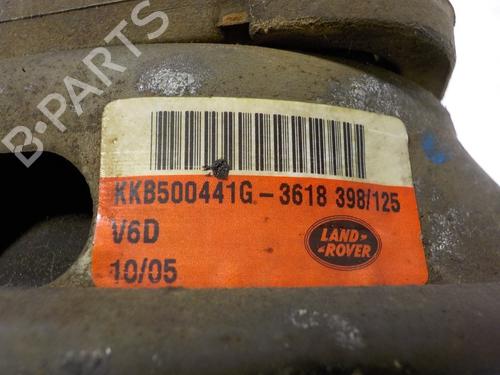 B-PARTS
KKB500441G-3618 398/125
V6D
LAND-
ROVER
10/05